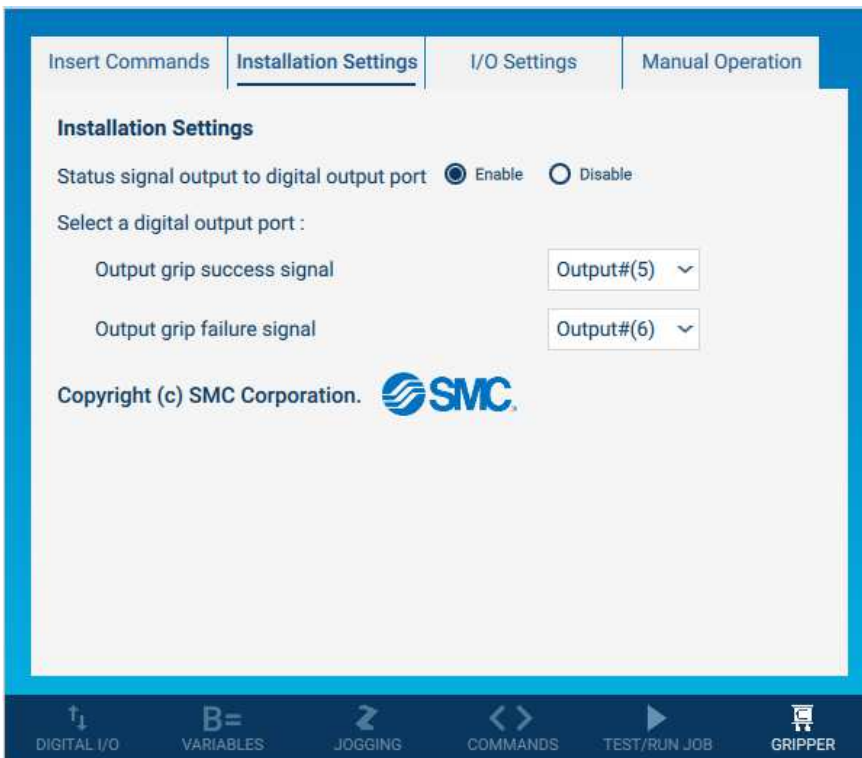 Insert Commands Installation Settings I/O Settings Manual Operation
Installation Settings
Status signal output to digital output port Enable Disable
Select a digital output port :
Output grip success signal Output#(5)
Output grip failure signal Output#(6)
Copyright (c) SMC Corporation. SMC.
B=
DIGITAL I/O VARIABLES JOGGING COMMANDS TEST/RUN JOB GRIPPER